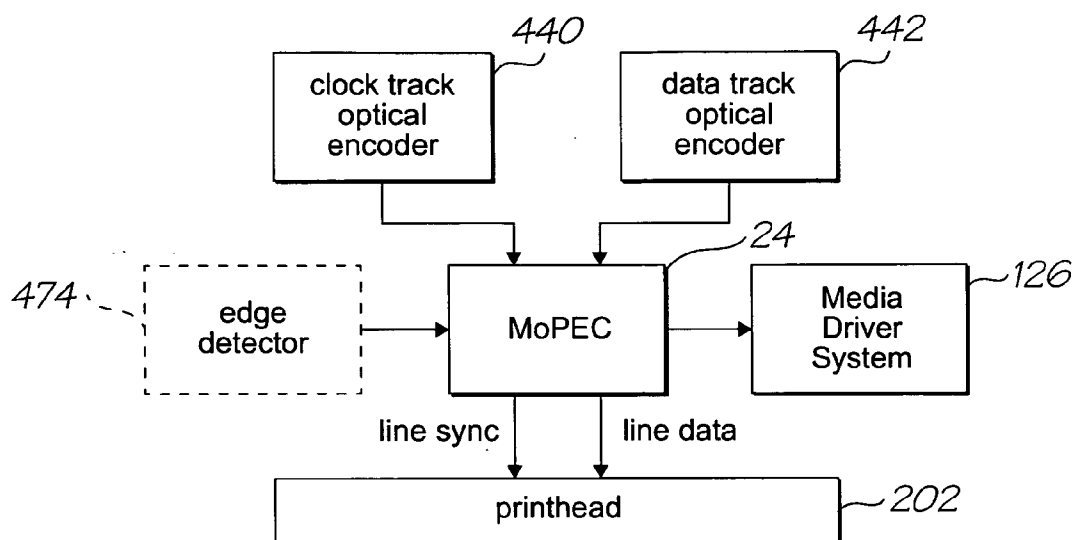 440
442
clock track
optical
encoder
data track
optical
encoder
24
474
edge
detector
MoPEC
126
Media
Driver
System
line sync
line data
printhead
202